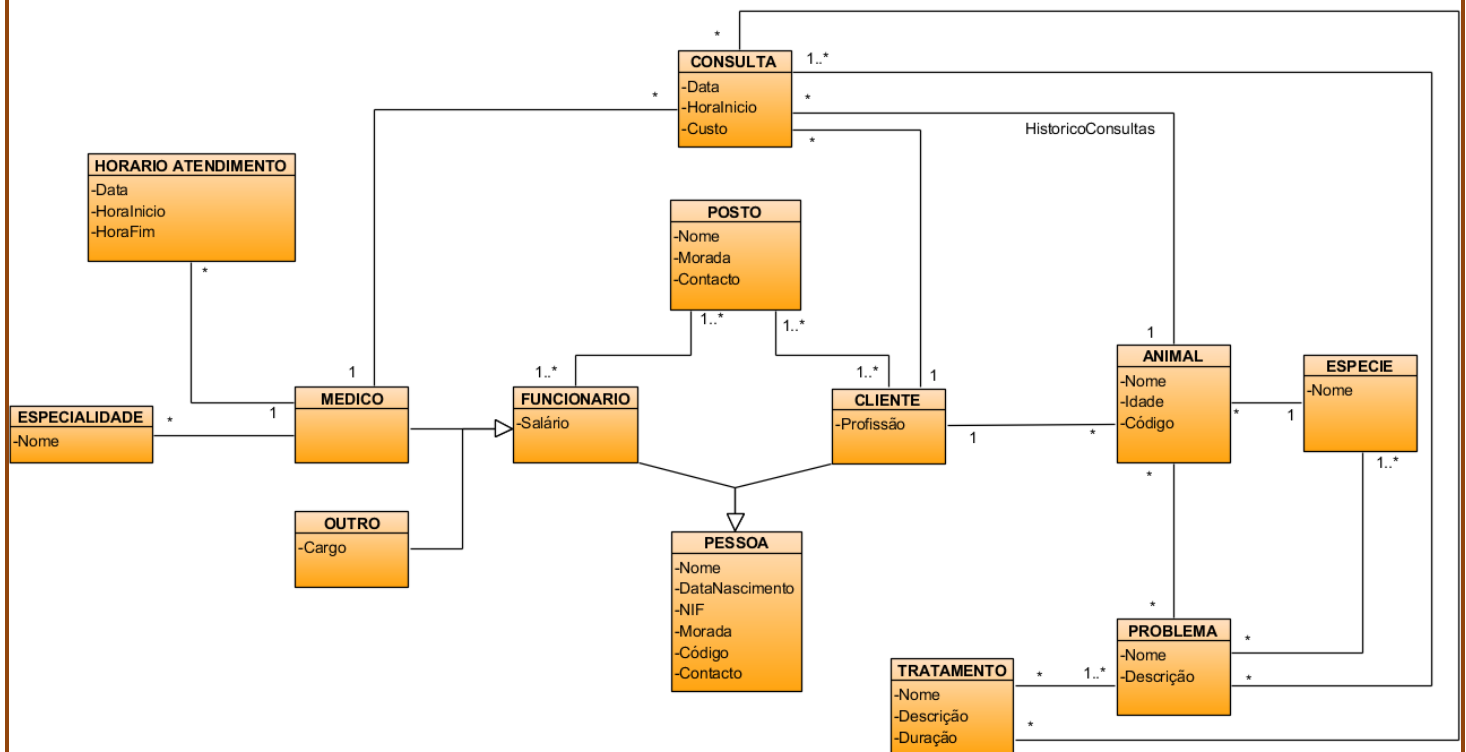 *
CONSULTA
1..*
-Data
-HoraInicio
-Custo
*
*
*
HistoricoConsultas
HORARIO ATENDIMENTO
-Data
-HoraInicio
-HoraFim
*
POSTO
-Nome
-Morada
-Contacto
1..*
1..*
1
1..*
1..*
1
1
ESPECIALIDADE
-Nome
*
1
MEDICO
FUNCIONARIO
-Salário
CLIENTE
-Profissão
1
*
ANIMAL
-Nome
-Idade
-Código
*
1
ESPECIE
-Nome
1..*
*
OUTRO
-Cargo
PESSOA
-Nome
-DataNascimento
-NIF
-Morada
-Código
-Contacto
*
PROBLEMA
-Nome
-Descrição
*
*
TRATAMENTO
-Nome
-Descrição
-Duração
*
1..*
*